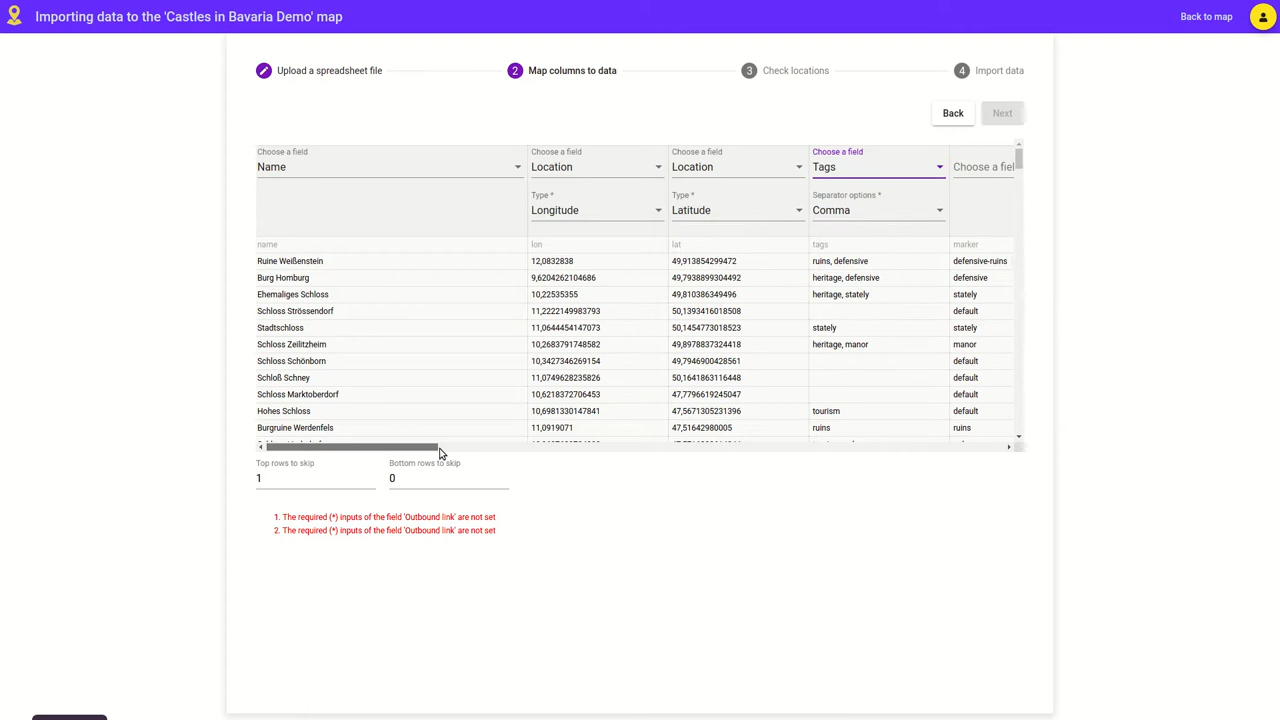 Importing data to the 'Castles in Bavaria Demo' map Back to map
Upload a spreadsheet file 2 Map columns to data 3 Check locations 4 Import data
Back Next
Choose a field Choose a field Choose a field Choose a field
Name Location Location Tags Choose a fiel
Type * Type * Separator options *
Longitude Latitude Comma
name lon lat tags marker
Ruine Weißenstein 12,0832838 49,913854299472 ruins, defensive defensive-ruins
Burg Homburg 9,6204262104686 49,7938899304492 heritage, defensive defensive
Ehemaliges Schloss 10,22535355 49,810386349496 heritage, stately stately
Schloss Strössendorf 11,2222149983793 50,1393416018508 default
Stadtschloss 11,0644454147073 50,1454773018523 stately stately
Schloss Zeilitzheim 10,2683791748582 49,8978837324418 heritage, manor manor
Schloss Schönborn 10,3427346269154 49,7946900428561 default
Schloß Schney 11,0749628235826 50,1641863116448 default
Schloss Marktoberdorf 10,6218372706453 47,7796619245047 default
Hohes Schloss 10,6981330147841 47,5671305231396 tourism default
Burgruine Werdenfels 11,0919071 47,51642980005 ruins ruins
Top rows to skip Bottom rows to skip
1 0
1. The required (*) inputs of the field 'Outbound link' are not set
2. The required (*) inputs of the field 'Outbound link' are not set